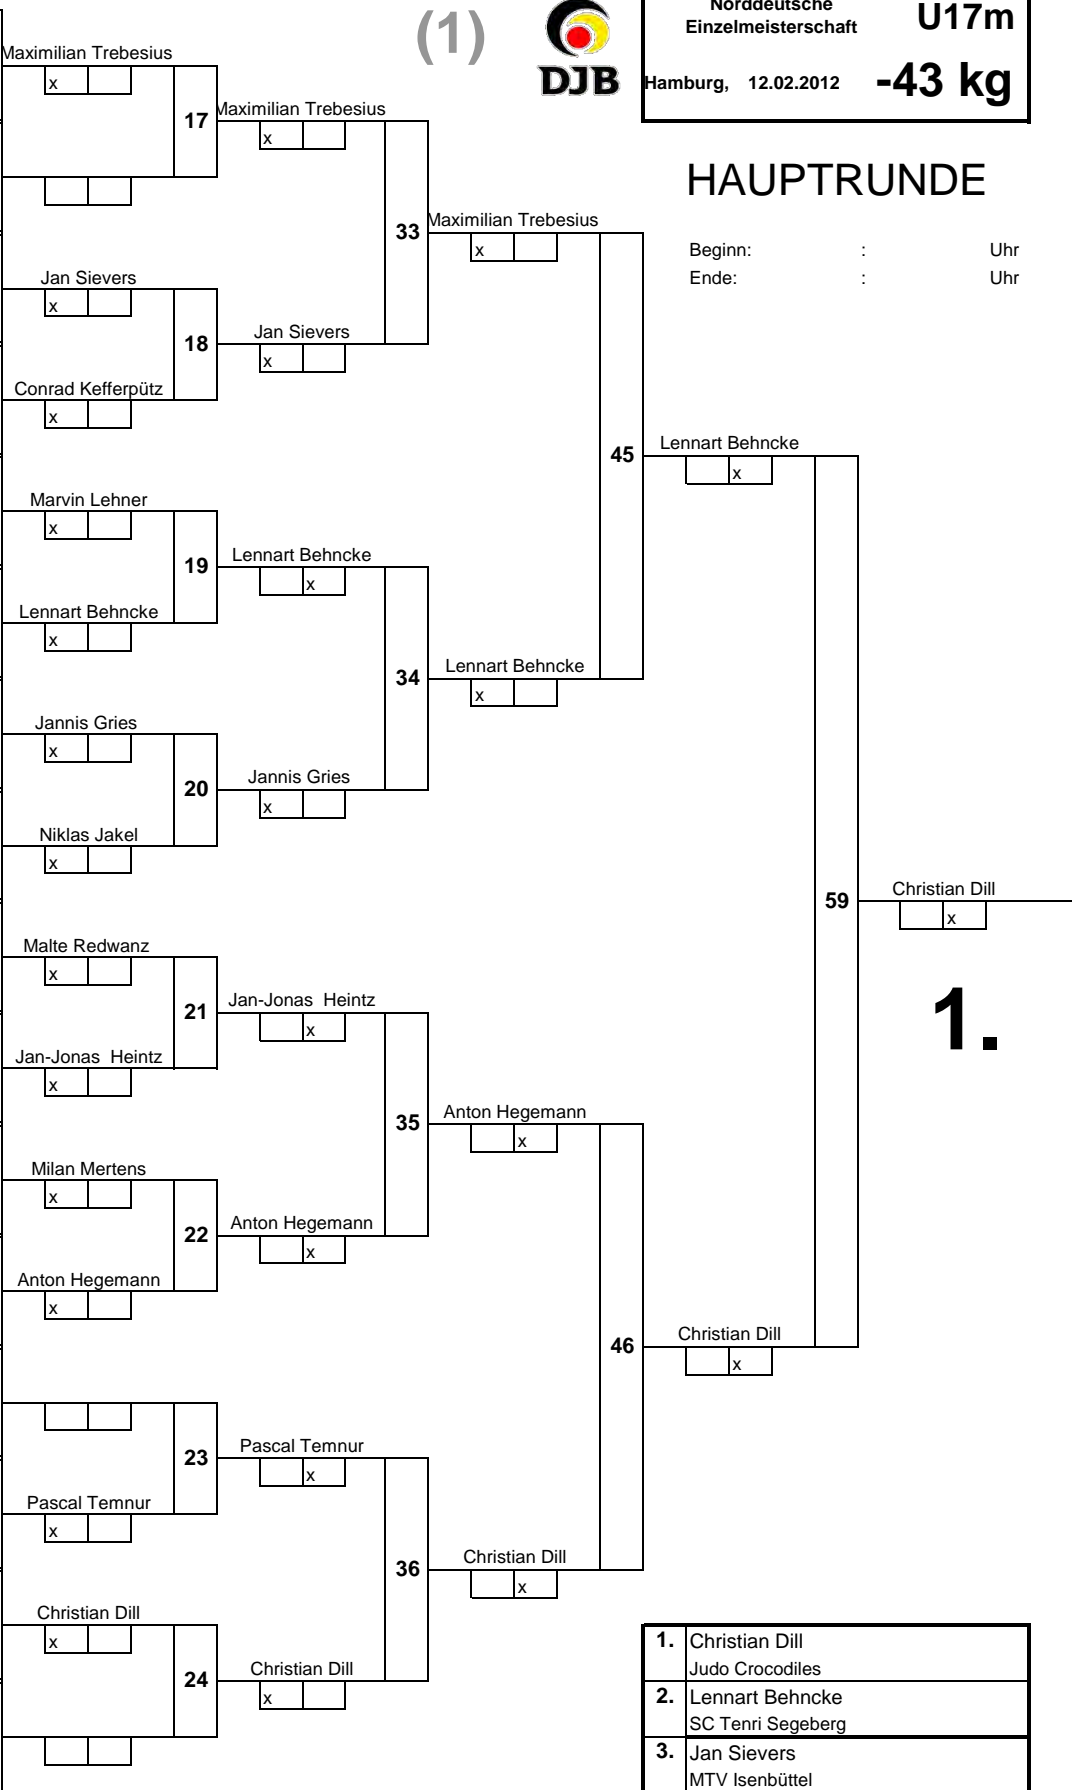 (1)
DJB
Norddeutsche
Einzelmeisterschaft
U17m
Hamburg, 12.02.2012
-43 kg
HAUPTRUNDE
Beginn: : Uhr
Ende: : Uhr
Maximilian Trebesius
x
17
Maximilian Trebesius
x
33
Maximilian Trebesius
x
Jan Sievers
x
18
Jan Sievers
x
Conrad Kefferpütz
x
45
Lennart Behncke
x
Marvin Lehner
x
19
Lennart Behncke
x
Lennart Behncke
x
34
Lennart Behncke
x
Jannis Gries
x
20
Jannis Gries
x
Niklas Jakel
x
59
Christian Dill
x
1.
Malte Redwanz
x
21
Jan-Jonas Heintz
x
Jan-Jonas Heintz
x
35
Anton Hegemann
x
Milan Mertens
x
22
Anton Hegemann
x
Anton Hegemann
x
46
Christian Dill
x
23
Pascal Temnur
x
Pascal Temnur
x
36
Christian Dill
x
Christian Dill
x
24
Christian Dill
x
1. Christian Dill
Judo Crocodiles
2. Lennart Behncke
SC Tenri Segeberg
3. Jan Sievers
MTV Isenbüttel